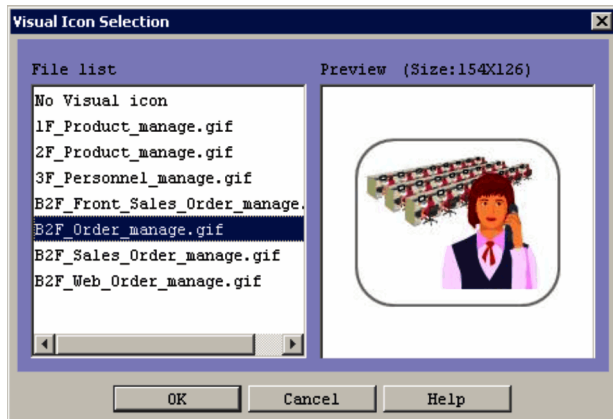 Visual Icon Selection
File list
Preview (Size:154X126)
No Visual icon
1F_Product_manage.gif
2F_Product_manage.gif
3F_Personnel_manage.gif
B2F_Front_Sales_Order_manage.
B2F_Order_manage.gif
B2F_Sales_Order_manage.gif
B2F_Web_Order_manage.gif
OK
Cancel
Help